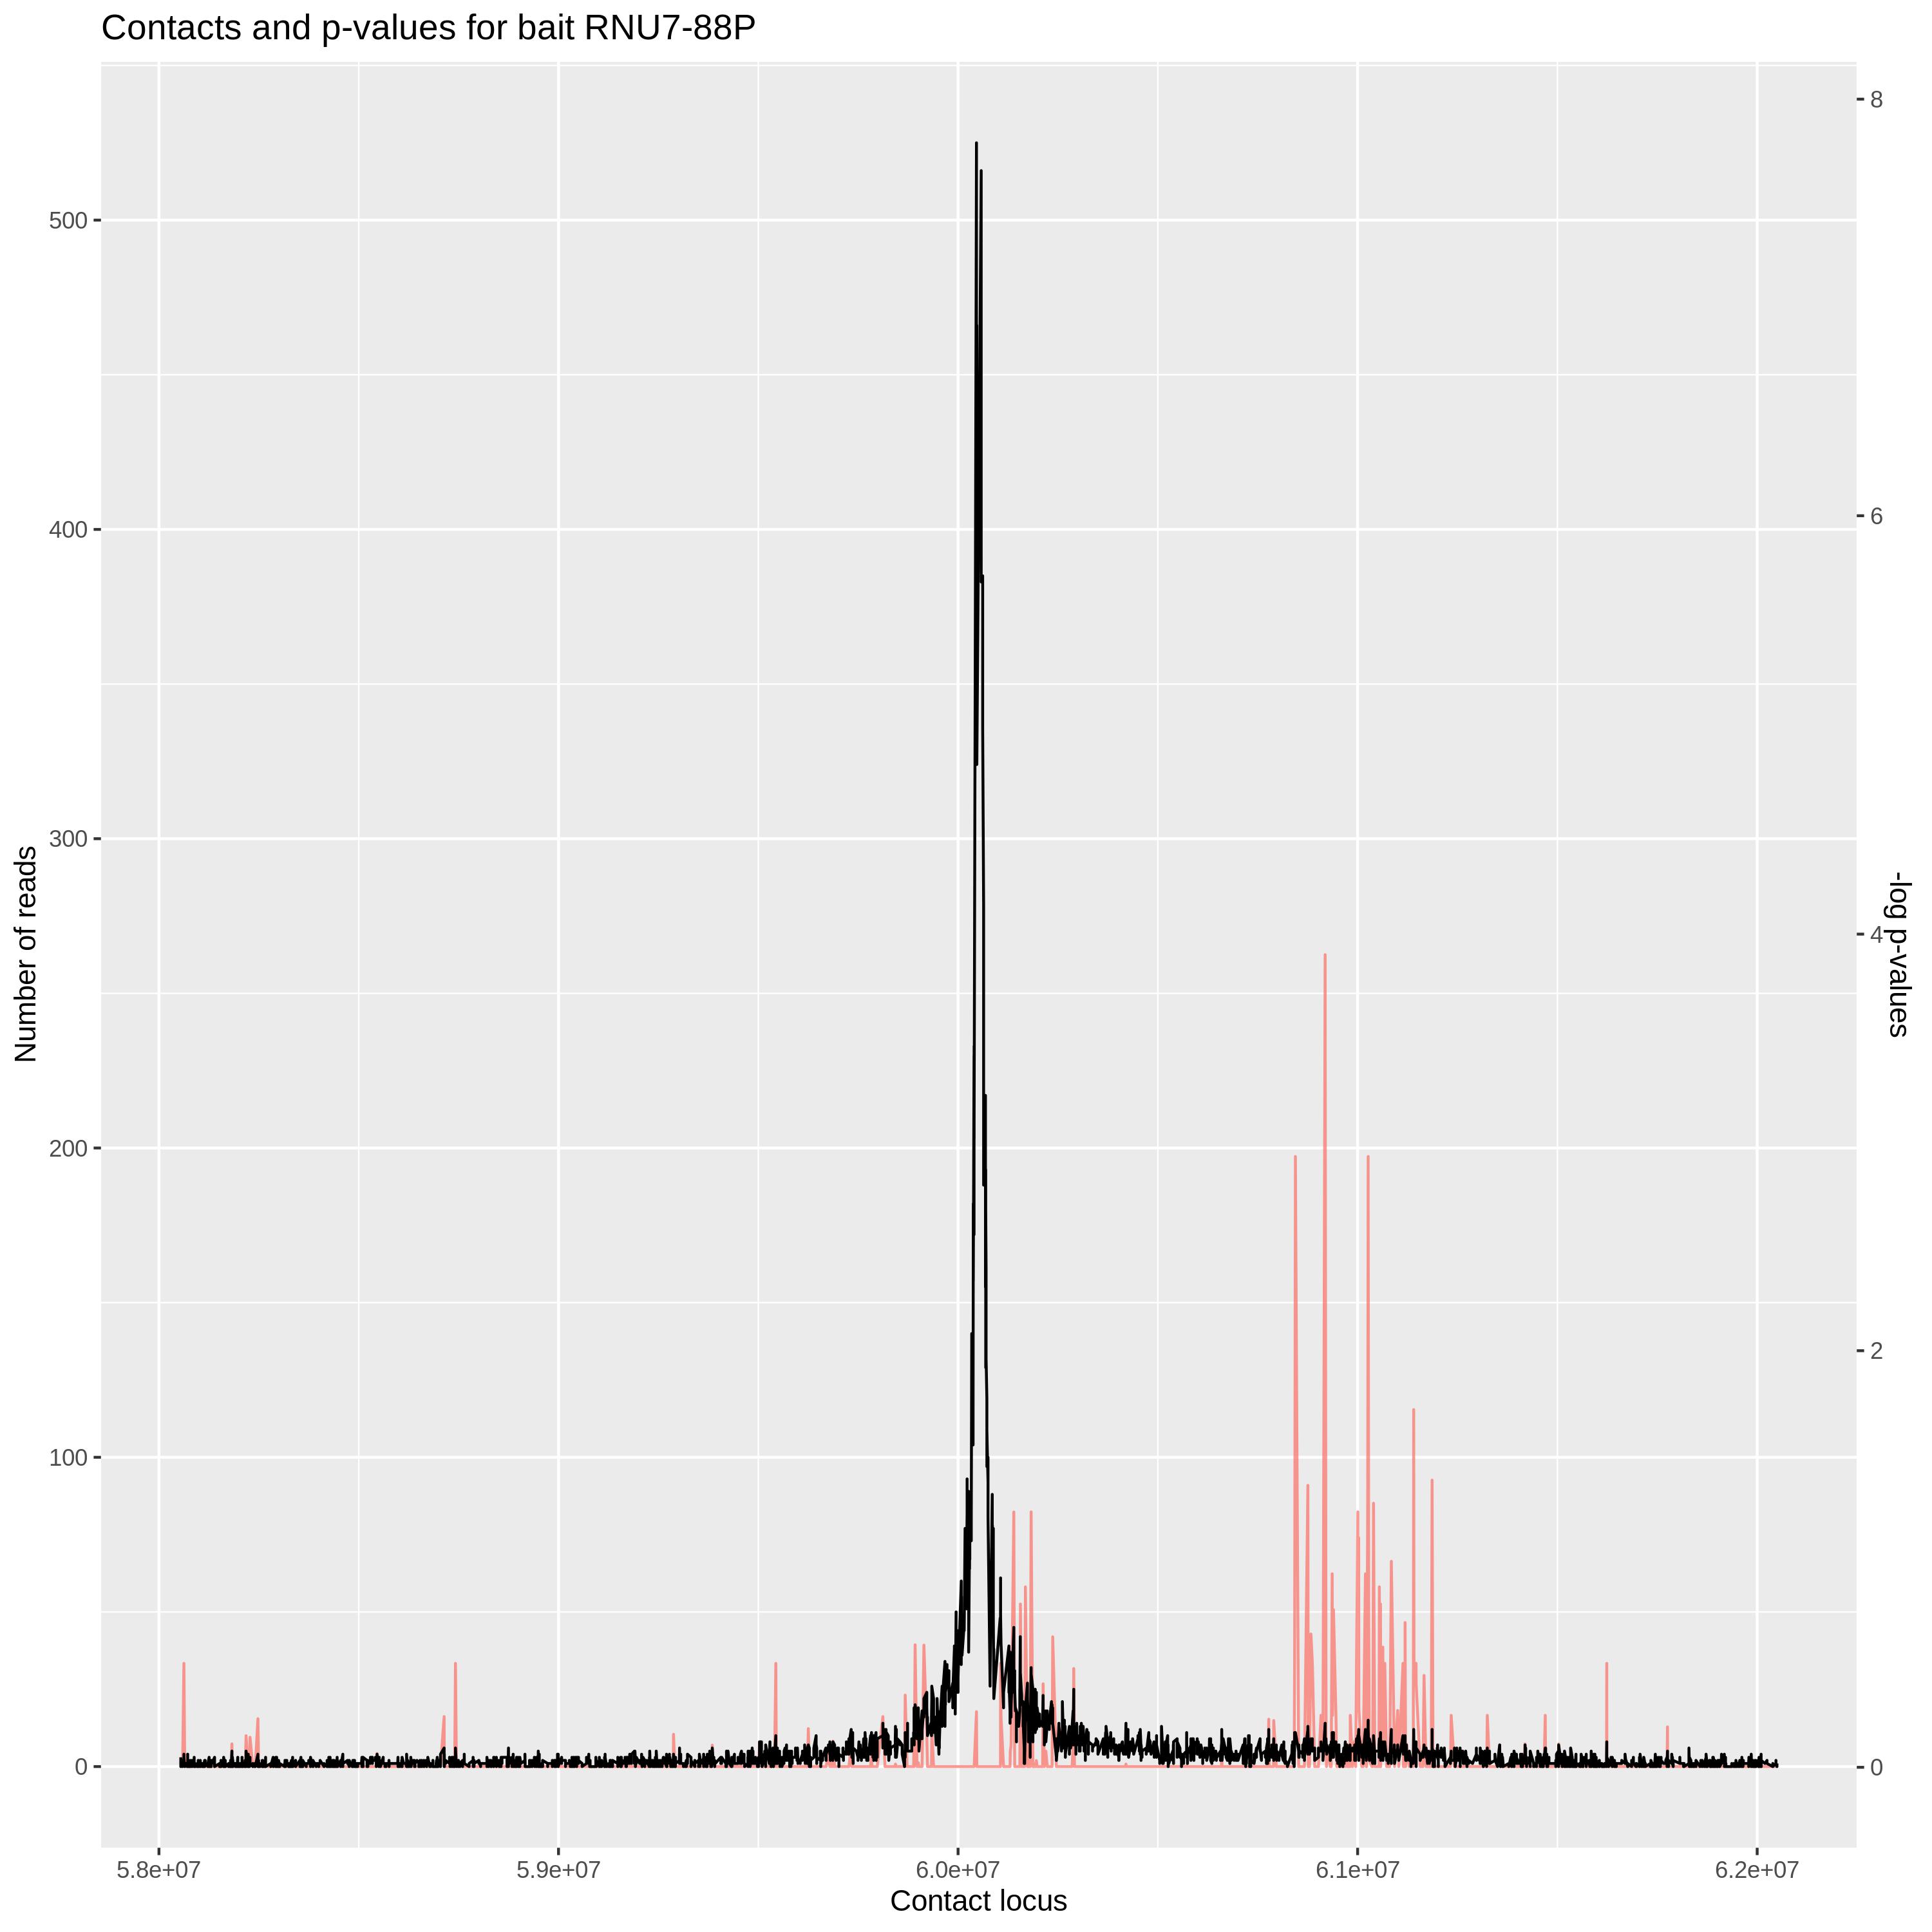 Contacts and p-values for bait RNU7-88P
8
500
6
400
300
Number of reads
-log p-values
4
200
2
100
0
0
5.8e+07
5.9e+07
6.0e+07
6.1e+07
6.2e+07
Contact locus